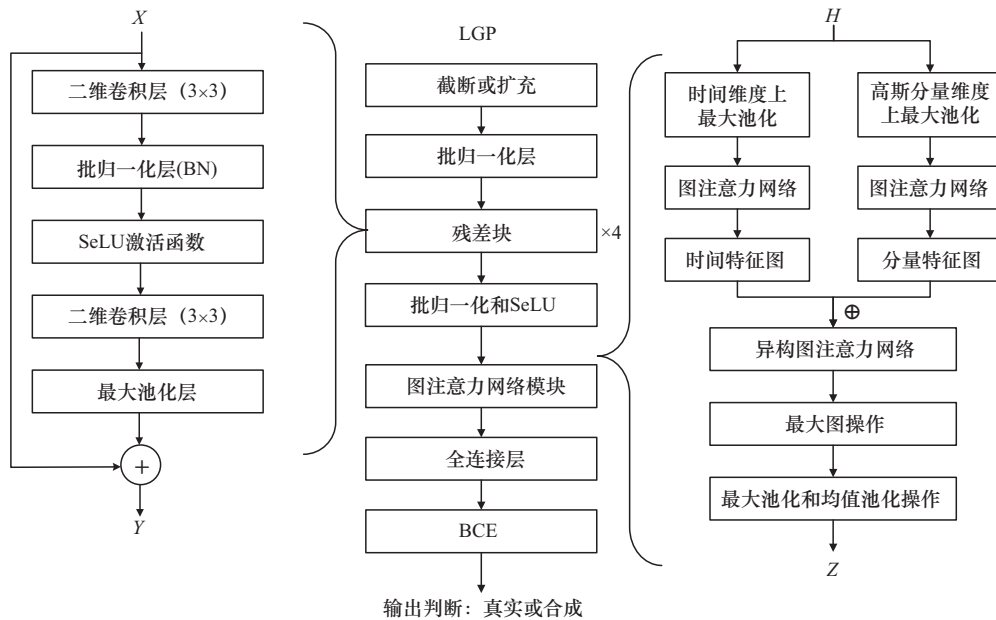 X
二维卷积层（3×3）
批归一化层(BN)
SeLU激活函数
二维卷积层（3×3）
最大池化层
+
Y
LGP
截断或扩充
批归一化层
残差块
×4
批归一化和SeLU
图注意力网络模块
全连接层
BCE
输出判断：真实或合成
H
时间维度上
最大池化
图注意力网络
时间特征图
高斯分量维度
上最大池化
图注意力网络
分量特征图
⊕
异构图注意力网络
最大图操作
最大池化和均值池化操作
Z